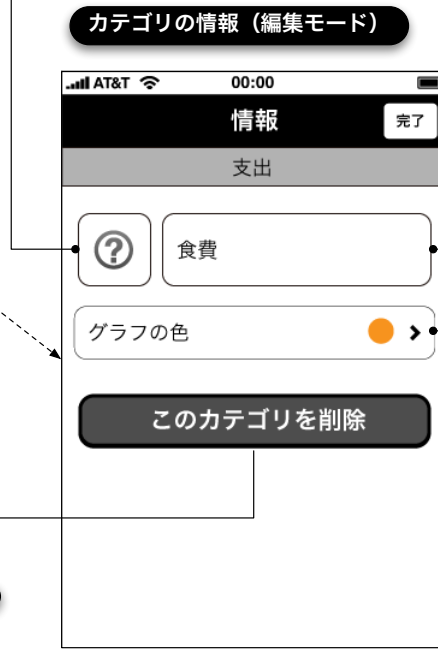 カテゴリの情報（編集モード）
AT&T 00:00
情報 完了
支出
食費
グラフの色
このカテゴリを削除